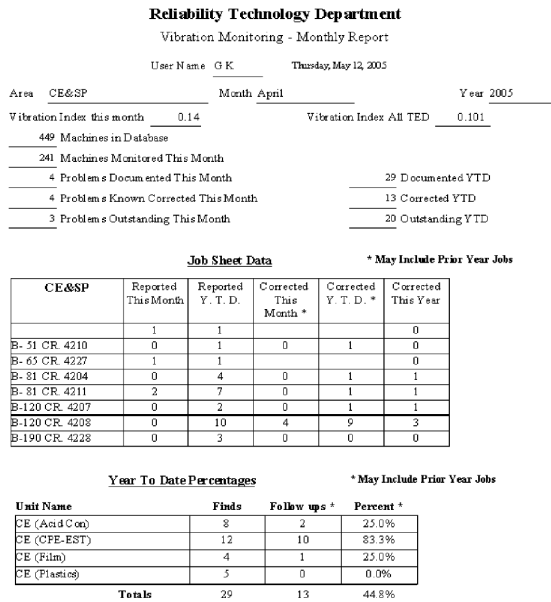 Reliability Technology Department
Vibration Monitoring - Monthly Report
User Name G K Thursday, May 12, 2005
Area CE&SP Month April Year 2005
Vibration Index this month 0.14 Vibration Index All TED 0.101
449 Machines in Database
241 Machines Monitored This Month
4 Problems Documented This Month 29 Documented YTD
4 Problems Known Corrected This Month 13 Corrected YTD
3 Problems Outstanding This Month 20 Outstanding YTD
Job Sheet Data * May Include Prior Year Jobs
CE&SP Reported Reported Corrected Corrected Corrected
This Month Y. T. D. This Y. T. D. * This Year
Month *
1 1 0
B- 51 CR. 4210 0 1 0 1 0
B- 65 CR. 4227 1 1 0
B- 81 CR. 4204 0 4 0 1 1
B- 81 CR. 4211 2 7 0 1 1
B-120 CR. 4207 0 2 0 1 1
B-120 CR. 4208 0 10 4 9 3
B-190 CR. 4228 0 3 0 0 0
Year To Date Percentages * May Include Prior Year Jobs
Unit Name Finds Follow ups * Percent *
CE (Acid Con) 8 2 25.0%
CE (CPE-EST) 12 10 83.3%
CE (Film) 4 1 25.0%
CE (Plastics) 5 0 0.0%
Totals 29 13 44.8%